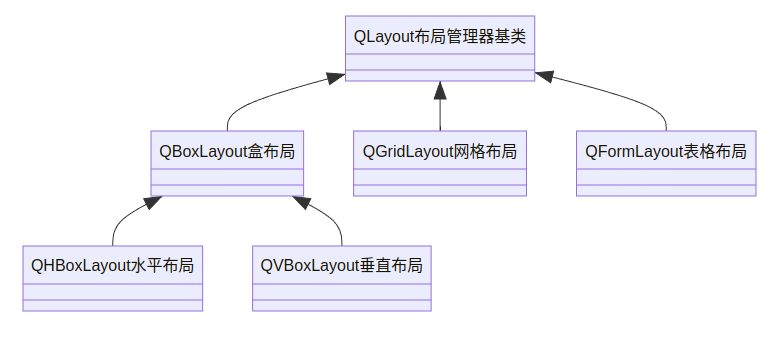 QLayout布局管理器基类
QBoxLayout盒布局
QGridLayout网格布局
QFormLayout表格布局
QHBoxLayout水平布局
QVBoxLayout垂直布局